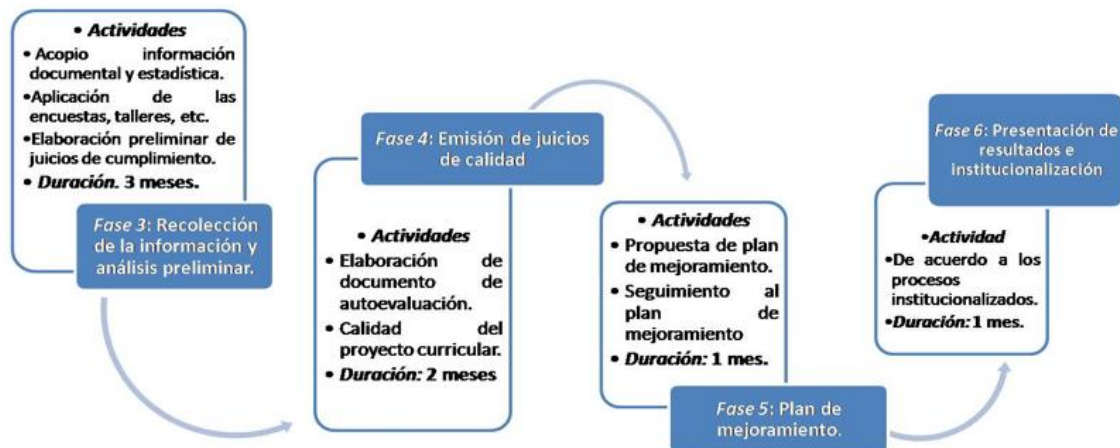 • Actividades
• Acopio información
documental y estadística.
• Aplicación de las
encuestas, talleres, etc.
• Elaboración preliminar de
juicios de cumplimiento.
• Duración. 3 meses.
Fase 3: Recolección
de la información y
análisis preliminar.
Fase 4: Emisión de juicios
de calidad
• Actividades
• Elaboración de
documento de
autoevaluación.
• Calidad del
proyecto curricular.
• Duración: 2 meses
• Actividades
• Propuesta de plan
de mejoramiento.
• Seguimiento al
plan de
mejoramiento
• Duración: 1 mes.
Fase 5: Plan de
mejoramiento.
Fase 6: Presentación de
resultados e
institucionalización
•Actividad
•De acuerdo a los
procesos
institucionalizados.
•Duración: 1 mes.